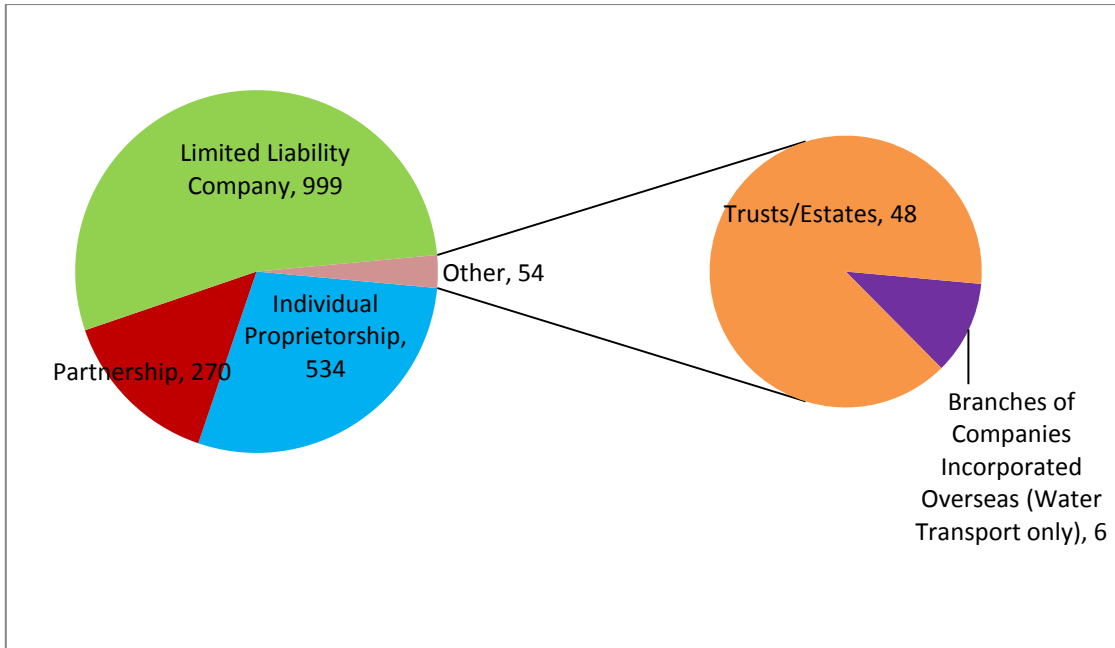 Limited Liability
Company, 999
Other, 54
Individual
Proprietorship,
534
Partnership, 270
Trusts/Estates, 48
Branches of
Companies
Incorporated
Overseas (Water
Transport only), 6